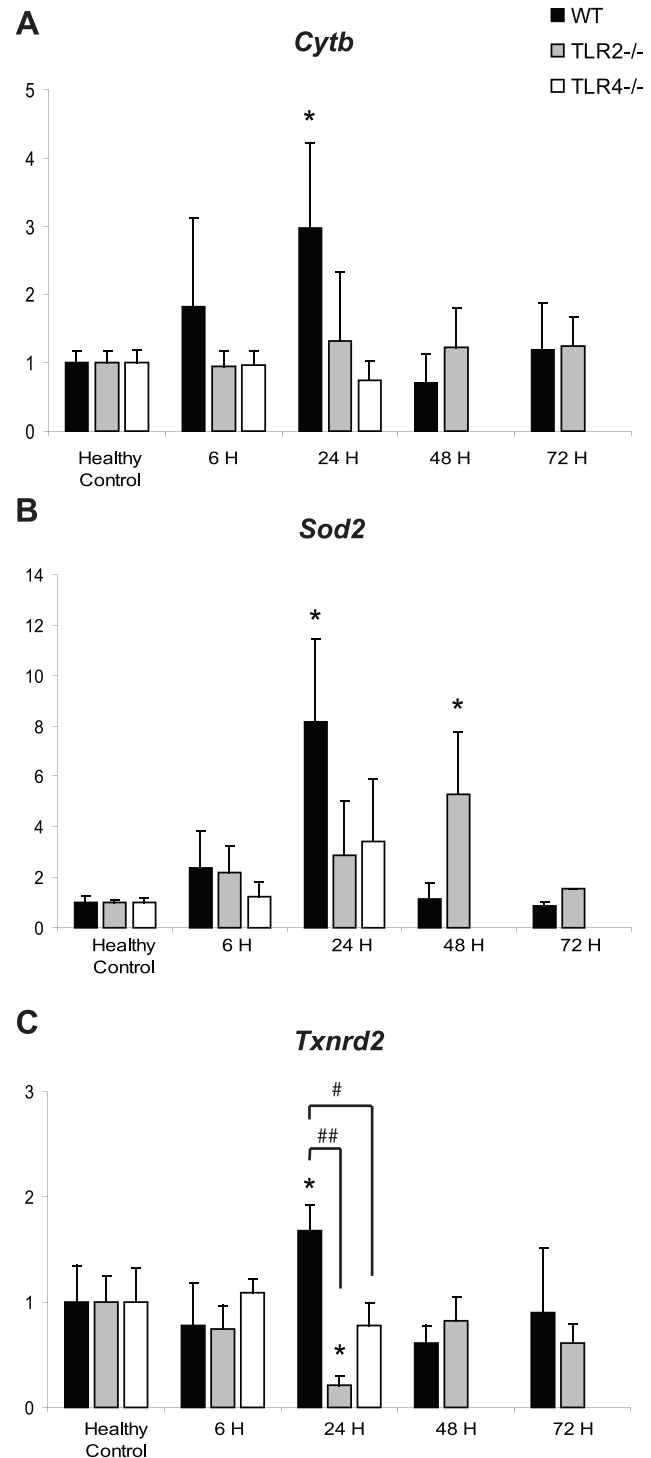 A
Cytb
WT
TLR2-/-
TLR4-/-
5
4
3
2
1
0
*
Healthy
Control
6 H
24 H
48 H
72 H
B
Sod2
14
12
10
8
6
4
2
0
*
*
Healthy
Control
6 H
24 H
48 H
72 H
C
Txnrd2
3
2
1
0
#
##
*
*
Healthy
Control
6 H
24 H
48 H
72 H